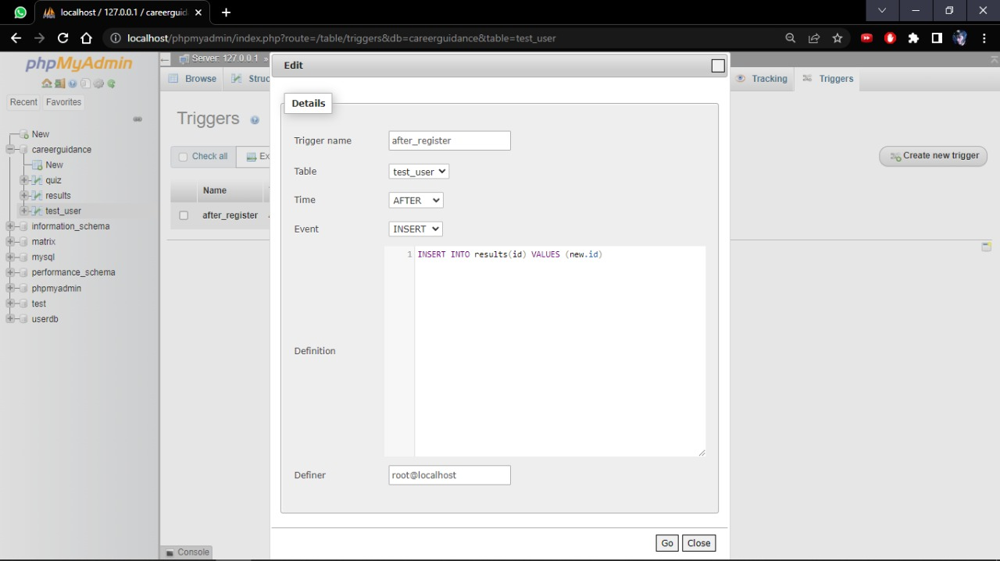 localhost / 127.0.0.1 / careerguid
localhost/phpmyadmin/index.php?route=/table/triggers&db=careerguidance&table=test_user
phpMyAdmin
Recent Favorites
New
careerguidance
New
quiz
results
test_user
information_schema
matrix
mysql
performance_schema
phpmyadmin
test
userdb
Server: 127.0.0.1 »
Browse Struc
Tracking Triggers
Triggers
Check all Ex
Create new trigger
Name
after_register
Edit
Details
Trigger name after_register
Table test_user
Time AFTER
Event INSERT
Definition
1 INSERT INTO results(id) VALUES (new.id)
Definer root@localhost
Go Close
Console